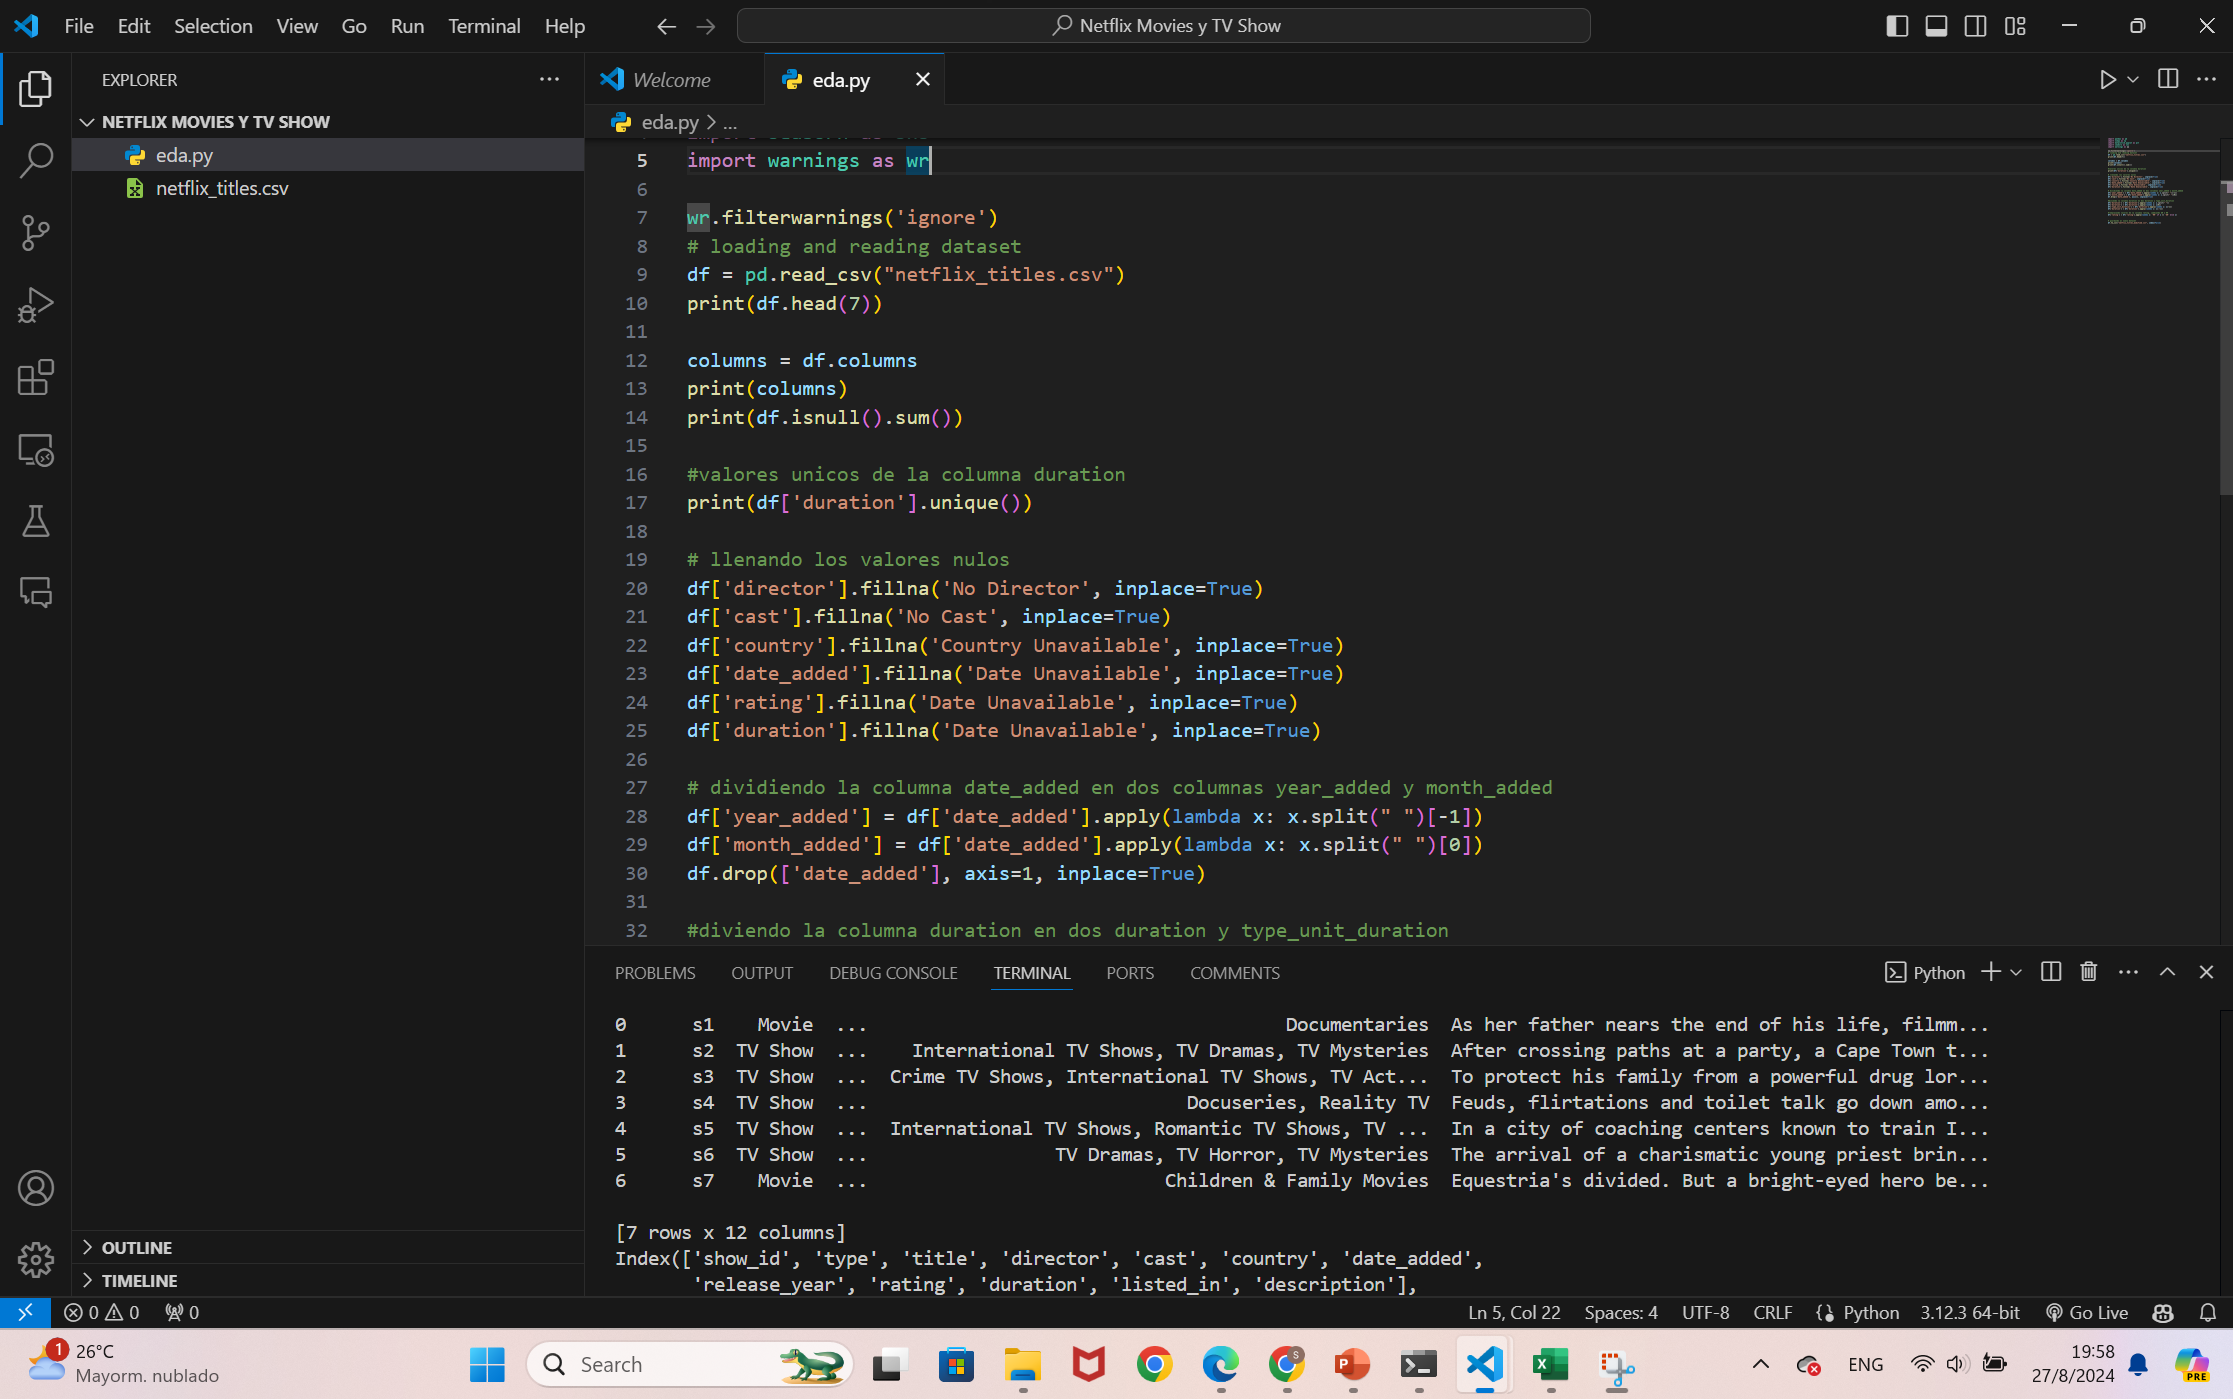 File Edit Selection View Go Run Terminal Help
Netflix Movies y TV Show
EXPLORER
NETFLIX MOVIES Y TV SHOW
eda.py
netflix_titles.csv
OUTLINE
TIMELINE
Welcome
eda.py
eda.py > ...
5 import warnings as wr
6
7 wr.filterwarnings('ignore')
8 # loading and reading dataset
9 df = pd.read_csv("netflix_titles.csv")
10 print(df.head(7))
11
12 columns = df.columns
13 print(columns)
14 print(df.isnull().sum())
15
16 #valores unicos de la columna duration
17 print(df['duration'].unique())
18
19 # llenando los valores nulos
20 df['director'].fillna('No Director', inplace=True)
21 df['cast'].fillna('No Cast', inplace=True)
22 df['country'].fillna('Country Unavailable', inplace=True)
23 df['date_added'].fillna('Date Unavailable', inplace=True)
24 df['rating'].fillna('Date Unavailable', inplace=True)
25 df['duration'].fillna('Date Unavailable', inplace=True)
26
27 # dividiendo la columna date_added en dos columnas year_added y month_added
28 df['year_added'] = df['date_added'].apply(lambda x: x.split(" ")[-1])
29 df['month_added'] = df['date_added'].apply(lambda x: x.split(" ")[0])
30 df.drop(['date_added'], axis=1, inplace=True)
31
32 #diviendo la columna duration en dos duration y type_unit_duration
PROBLEMS OUTPUT DEBUG CONSOLE TERMINAL PORTS COMMENTS
Python
0 s1 Movie ... Documentaries As her father nears the end of his life, filmm...
1 s2 TV Show ... International TV Shows, TV Dramas, TV Mysteries After crossing paths at a party, a Cape Town t...
2 s3 TV Show ... Crime TV Shows, International TV Shows, TV Act... To protect his family from a powerful drug lor...
3 s4 TV Show ... Docuseries, Reality TV Feuds, flirtations and toilet talk go down amo...
4 s5 TV Show ... International TV Shows, Romantic TV Shows, TV ... In a city of coaching centers known to train I...
5 s6 TV Show ... TV Dramas, TV Horror, TV Mysteries The arrival of a charismatic young priest brin...
6 s7 Movie ... Children & Family Movies Equestria's divided. But a bright-eyed hero be...
[7 rows x 12 columns]
Index(['show_id', 'type', 'title', 'director', 'cast', 'country', 'date_added',
'release_year', 'rating', 'duration', 'listed_in', 'description'],
0 0 0 Ln 5, Col 22 Spaces: 4 UTF-8 CRLF Python 3.12.3 64-bit Go Live
1
26°C
Mayorm. nublado
Search
S
ENG
19:58
27/8/2024
PRE